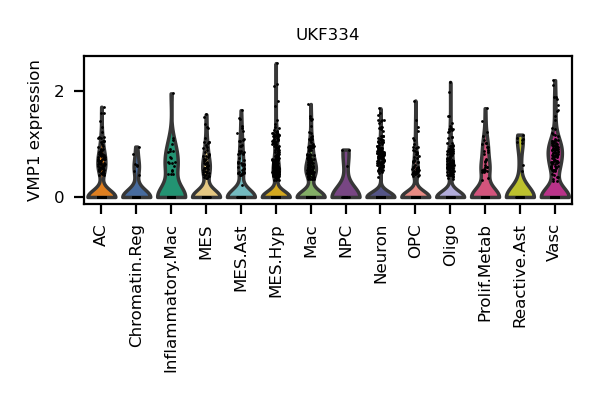 UKF334
VMP1 expression
2
0
AC
Chromatin.Reg
Inflammatory.Mac
MES
MES.Ast
MES.Hyp
Mac
NPC
Neuron
OPC
Oligo
Prolif.Metab
Reactive.Ast
Vasc